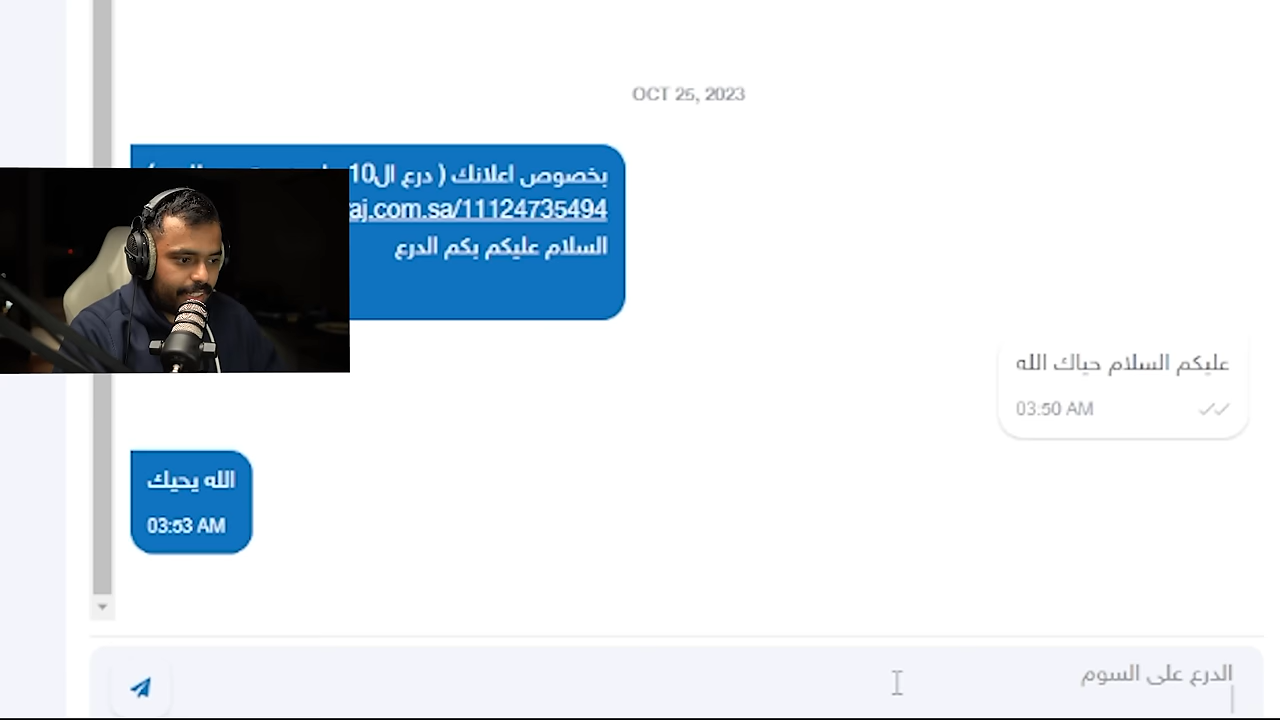 OCT 25, 2023
بخصوص اعلانك ( درع ال10
aj.com.sa/11124735494
السلام عليكم بكم الدرع
عليكم السلام حياك الله
03:50 AM
الله يحيك
03:53 AM
الدرع على السوم